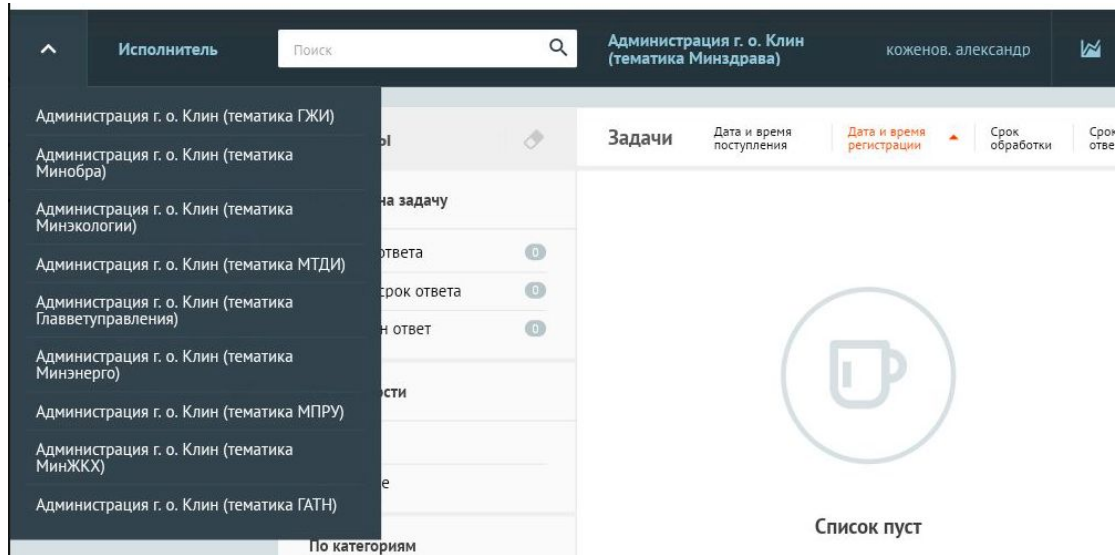 Исполнитель
Поиск
Администрация г. о. Клин
(тематика Минздрава)
коженов. александр
Администрация г. о. Клин (тематика ГЖИ)
Администрация г. о. Клин (тематика
Минобра)
Администрация г. о. Клин (тематика
Минэкологии)
Администрация г. о. Клин (тематика МТДИ)
Администрация г. о. Клин (тематика
Главветуправления)
Администрация г. о. Клин (тематика
Минэнерго)
Администрация г. о. Клин (тематика МПРУ)
Администрация г. о. Клин (тематика
МинЖКХ)
Администрация г. о. Клин (тематика ГАТН)
на задачу
ответа 0
срок ответа 0
н ответ 0
По категориям
Задачи
Дата и время
поступления
Дата и время
регистрации
Срок
обработки
Срок
Список пуст